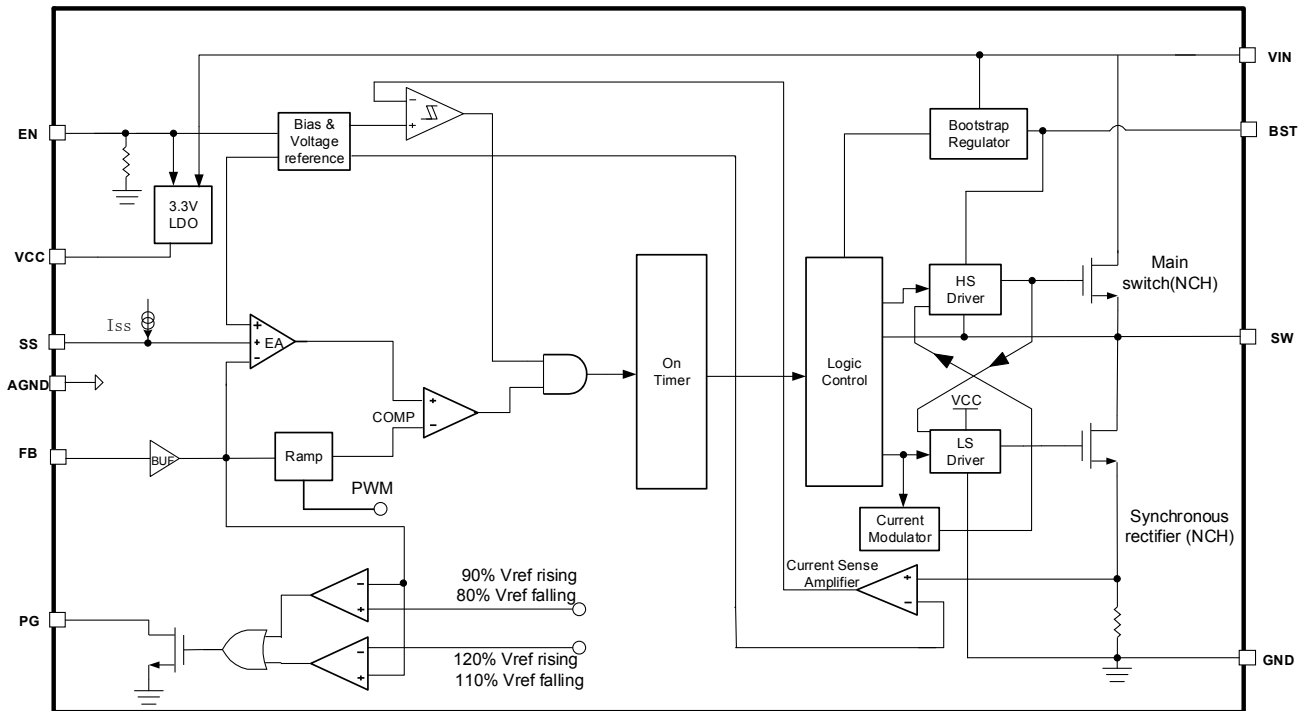 VIN
EN
Bias &
Voltage
reference
−
+
Bootstrap
Regulator
BST
3.3V
LDO
VCC
HS
Driver
Main
switch(NCH)
Iss
SS
+
+
−
EA
On
Timer
Logic
Control
SW
AGND
COMP
+
−
VCC
FB
BUF
Ramp
LS
Driver
PWM
Current
Modulator
Synchronous
rectifier (NCH)
Current Sense
Amplifier
+
−
90% Vref rising
80% Vref falling
−
+
PG
−
+
120% Vref rising
110% Vref falling
GND